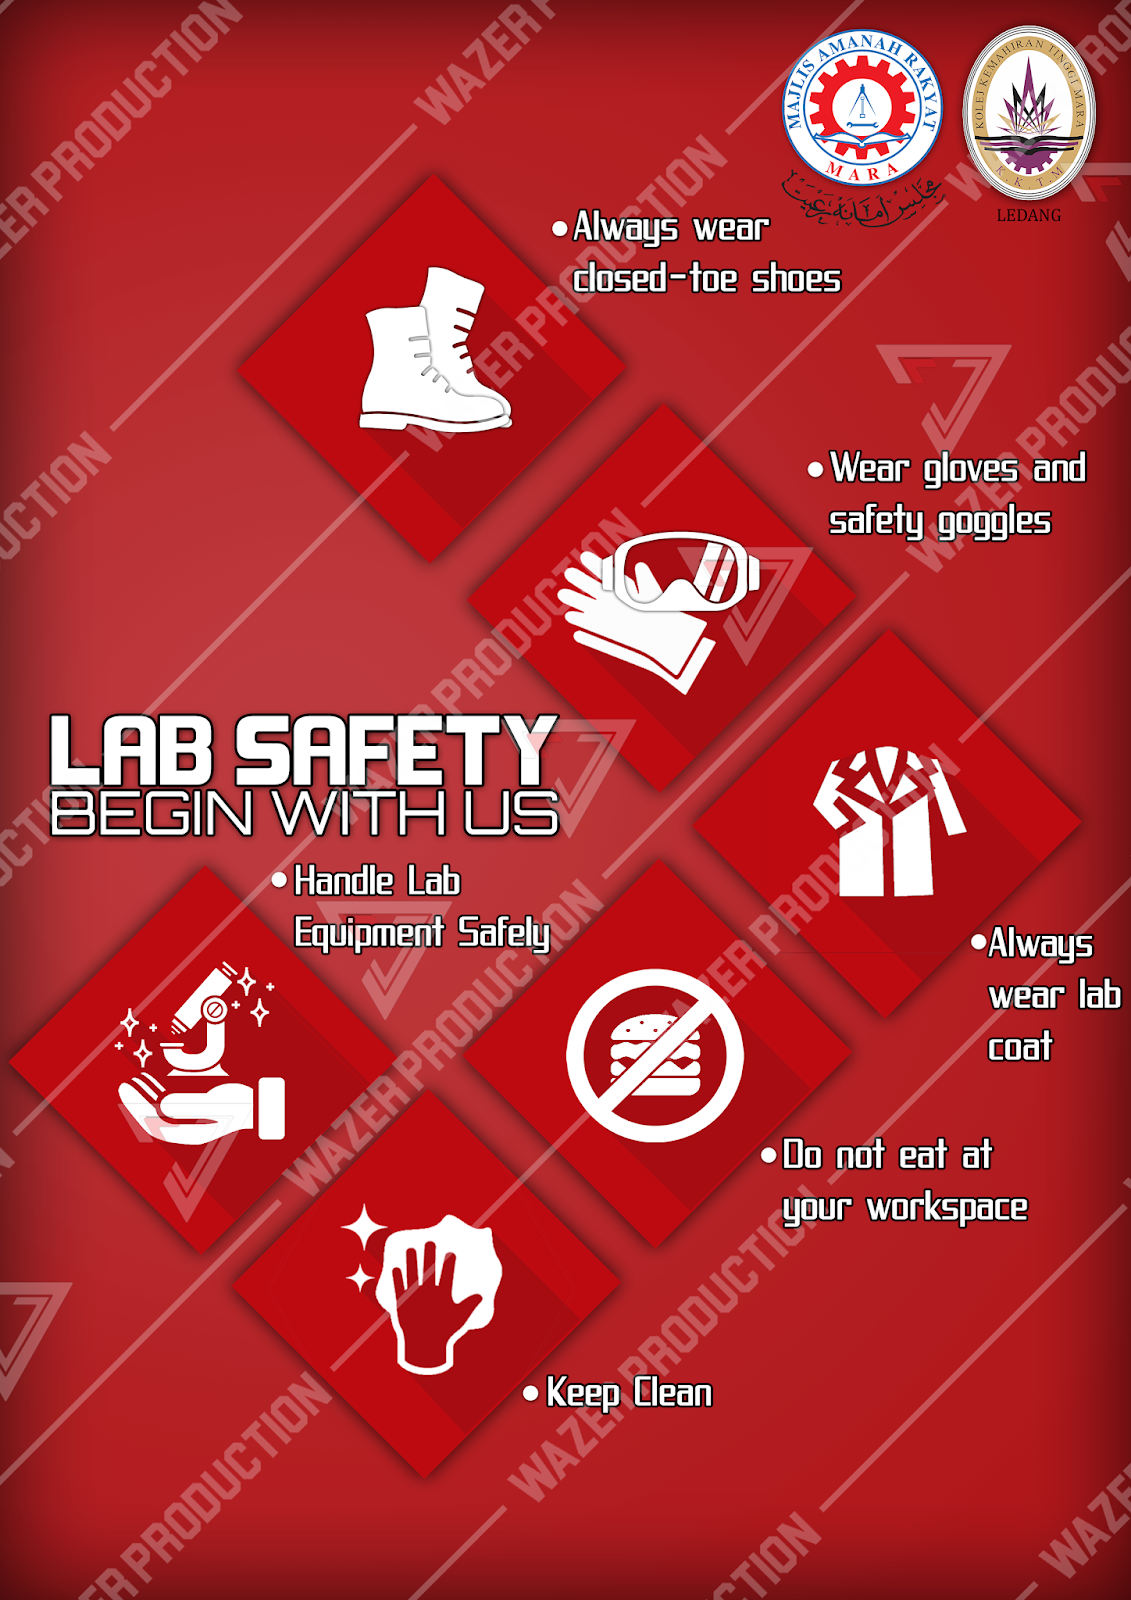 MAJLIS AMANAH RAKYAT
MARA
مجلس أمانه رعيت
KOLEJ KEMAHIRAN TINGGI MARA
K.K.T.M
LEDANG
•Always wear
closed-toe shoes
•Wear gloves and
safety goggles
LAB SAFETY
BEGIN WITH US
•Handle Lab
Equipment Safely
•Always
wear lab
coat
•Do not eat at
your workspace
•Keep Clean
WAZER PRODUCTION